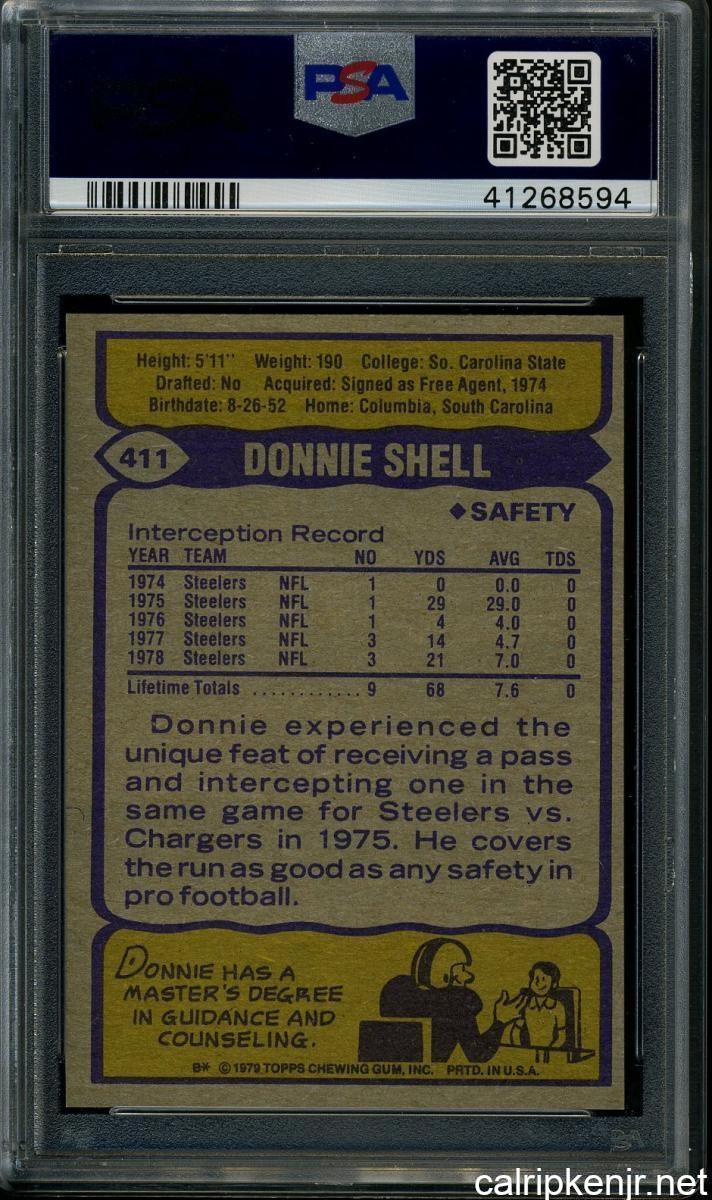 PSA
41268594
Height: 5'11" Weight: 190 College: So. Carolina State
Drafted: No Acquired: Signed as Free Agent, 1974
Birthdate: 8-26-52 Home: Columbia, South Carolina
411 DONNIE SHELL
◆SAFETY
Interception Record
YEAR TEAM NO YDS AVG TDS
1974 Steelers NFL 1 0 0.0 0
1975 Steelers NFL 1 29 29.0 0
1976 Steelers NFL 1 4 4.0 0
1977 Steelers NFL 3 14 4.7 0
1978 Steelers NFL 3 21 7.0 0
Lifetime Totals ............ 9 68 7.6 0
Donnie experienced the
unique feat of receiving a pass
and intercepting one in the
same game for Steelers vs.
Chargers in 1975. He covers
the run as good as any safety in
pro football.
DONNIE HAS A
MASTER'S DEGREE
IN GUIDANCE AND
COUNSELING.
B* © 1979 TOPPS CHEWING GUM, INC. PRTD. IN U.S.A.
calripkenjr.net